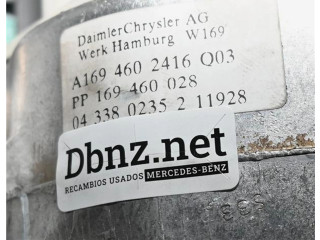 DaimlerChrysler AG
Werk Hamburg W169
A169 460 2416 Q03
PP 169 460 028
04 338 0235 2 11928
Dbnz.net
RECAMBIOS USADOS MERCEDES-BENZ